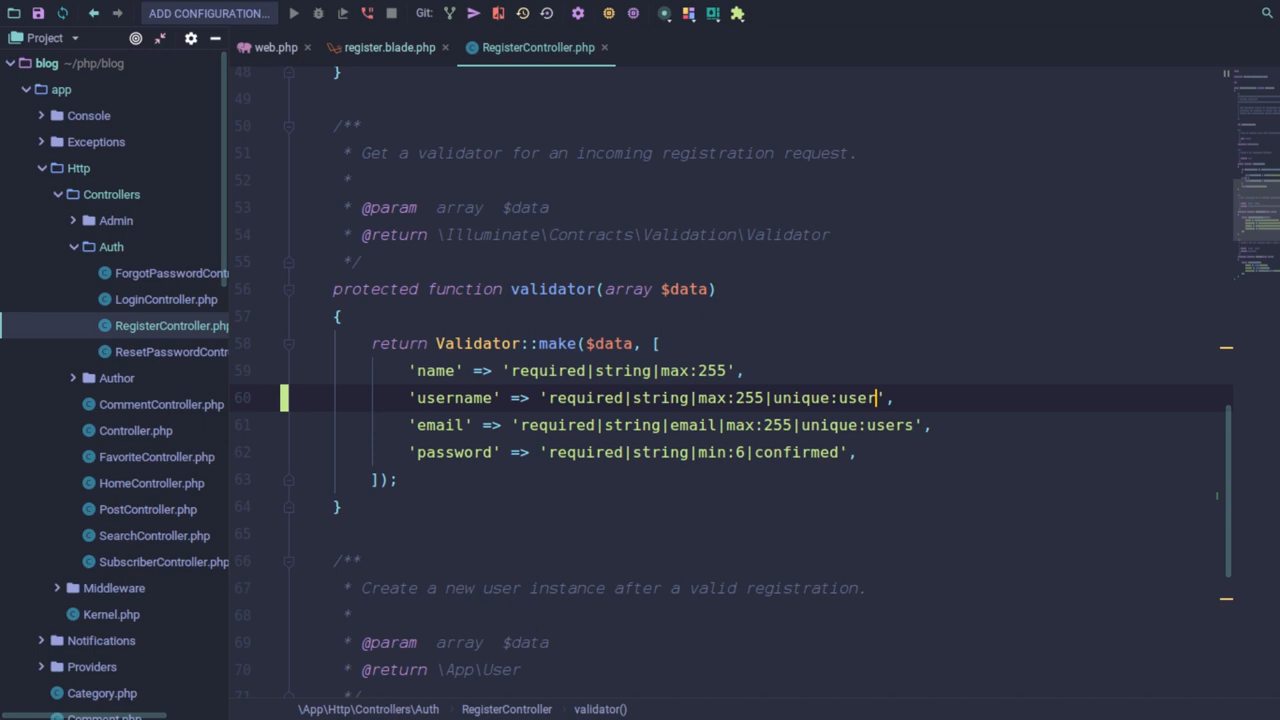 ADD CONFIGURATION...
Git:
Project
web.php
register.blade.php
RegisterController.php
blog ~/php/blog
app
Console
Exceptions
Http
Controllers
Admin
Auth
ForgotPasswordCont
LoginController.php
RegisterController.php
ResetPasswordContr
Author
CommentController.php
Controller.php
FavoriteController.php
HomeController.php
PostController.php
SearchController.php
SubscriberController.php
Middleware
Kernel.php
Notifications
Providers
Category.php
Comment.php
48 }
49
50 /**
51 * Get a validator for an incoming registration request.
52 *
53 * @param array $data
54 * @return \Illuminate\Contracts\Validation\Validator
55 */
56 protected function validator(array $data)
57 {
58 return Validator::make($data, [
59 'name' => 'required|string|max:255',
60 'username' => 'required|string|max:255|unique:user',
61 'email' => 'required|string|email|max:255|unique:users',
62 'password' => 'required|string|min:6|confirmed',
63 ]);
64 }
65
66 /**
67 * Create a new user instance after a valid registration.
68 *
69 * @param array $data
70 * @return \App\User
71 */
\App\Http\Controllers\Auth RegisterController validator()